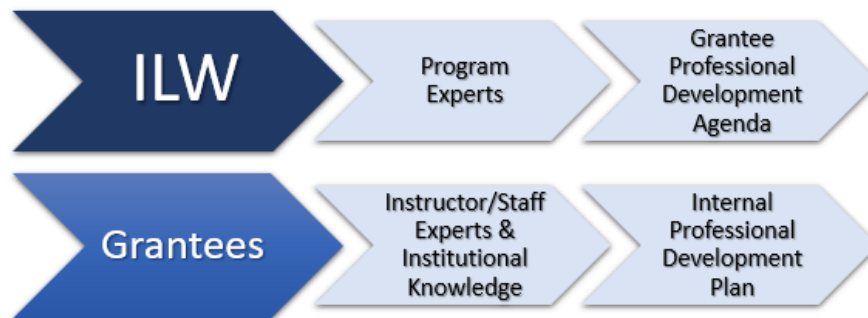 ILW
Program
Experts
Grantee
Professional
Development
Agenda
Grantees
Instructor/Staff
Experts &
Institutional
Knowledge
Internal
Professional
Development
Plan